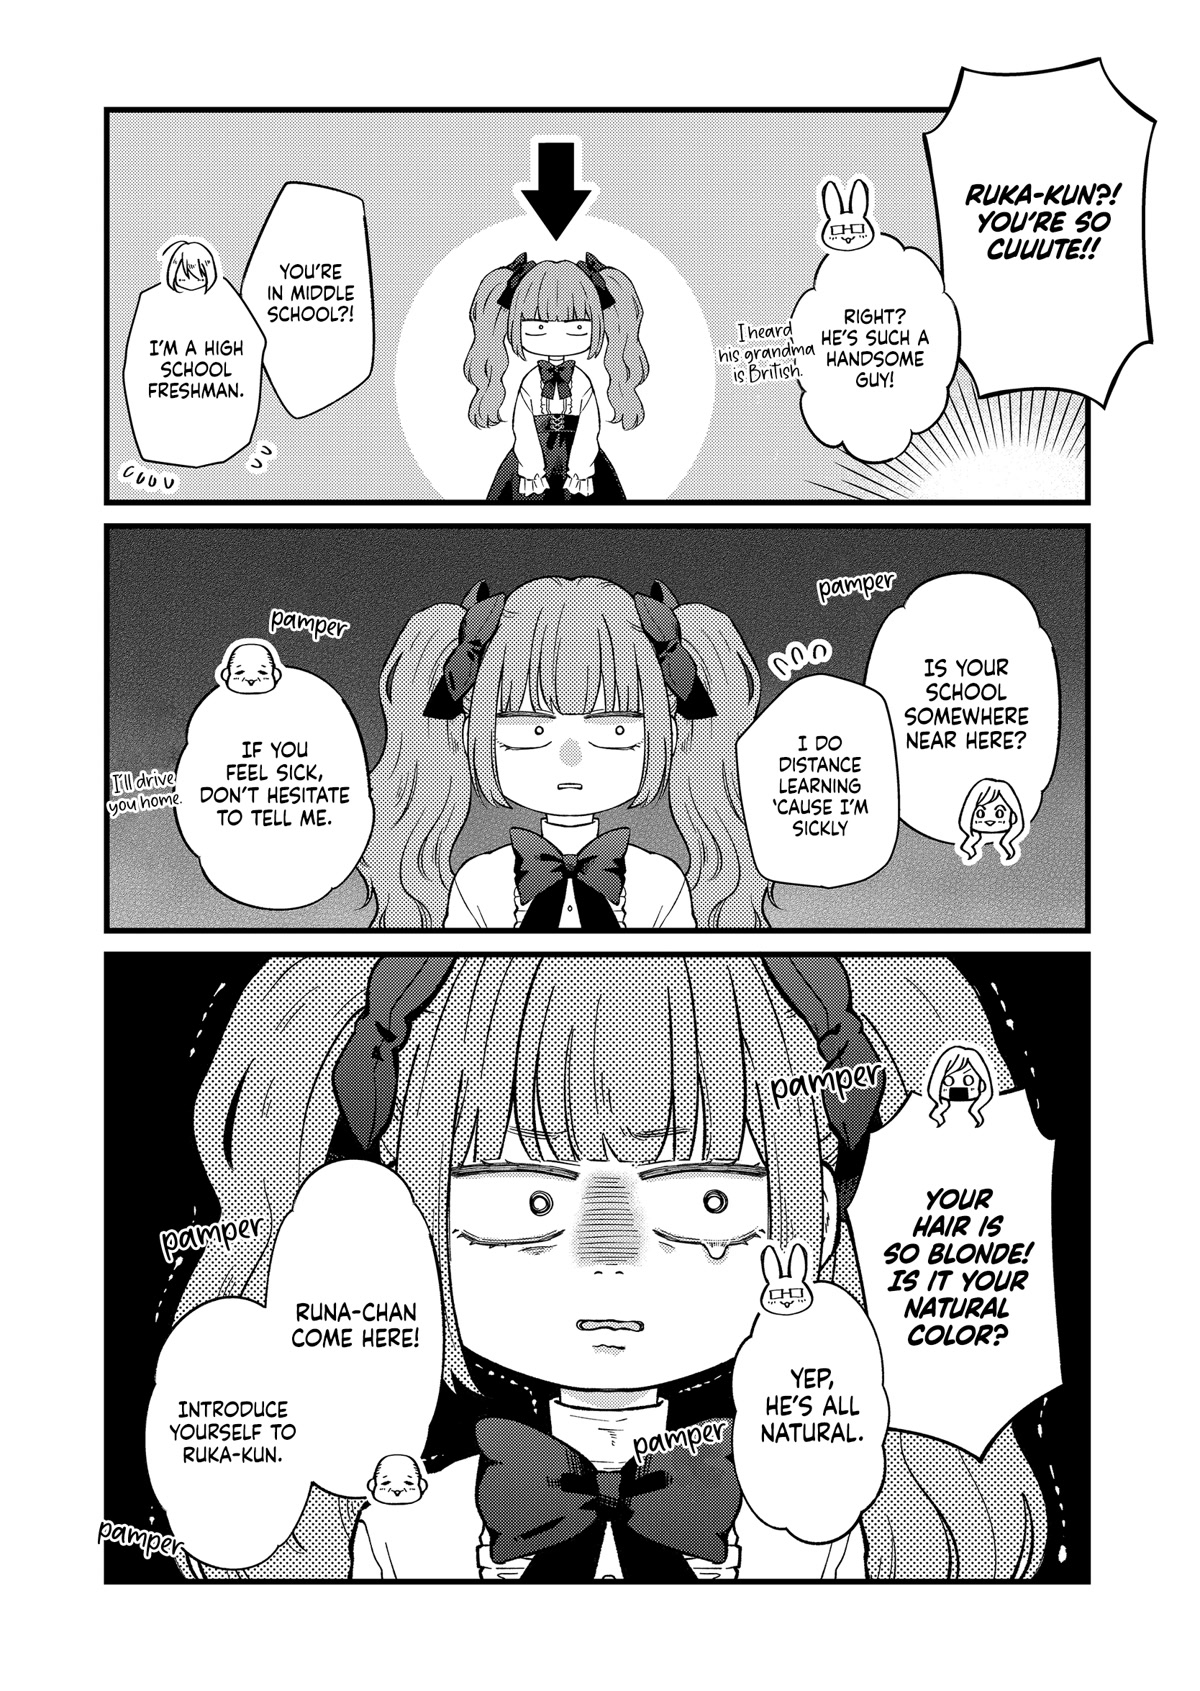 RUKA-KUN?!
YOU'RE SO
CUUUTE!!
RIGHT?
HE'S SUCH A
HANDSOME
GUY!
I heard
his grandma
is British.
YOU'RE
IN MIDDLE
SCHOOL?!
I'M A HIGH
SCHOOL
FRESHMAN.
pamper
IS YOUR
SCHOOL
SOMEWHERE
NEAR HERE?
I DO
DISTANCE
LEARNING
'CAUSE I'M
SICKLY
pamper
IF YOU
FEEL SICK,
DON'T HESITATE
TO TELL ME.
I'll drive
you home.
pamper
YOUR
HAIR IS
SO BLONDE!
IS IT YOUR
NATURAL
COLOR?
YEP,
HE'S ALL
NATURAL.
pamper
pamper
RUNA-CHAN
COME HERE!
INTRODUCE
YOURSELF TO
RUKA-KUN.
pamper